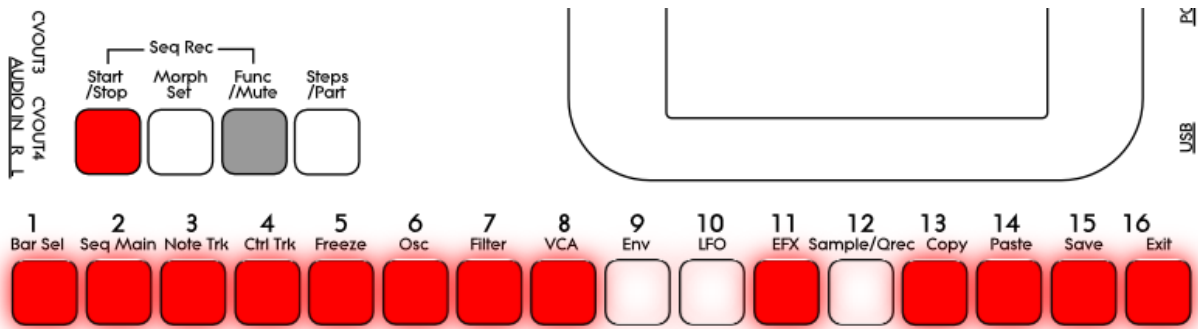 CVOUT3
CVOUT4
AUDIO IN R L
Seq Rec
Start
/Stop
Morph
Set
Func
/Mute
Steps
/Part
PC
USB
1 2 3 4 5 6 7 8 9 10 11 12 13 14 15 16
Bar Sel Seq Main Note Trk Ctrl Trk Freeze Osc Filter VCA Env LFO EFX Sample/Qrec Copy Paste Save Exit